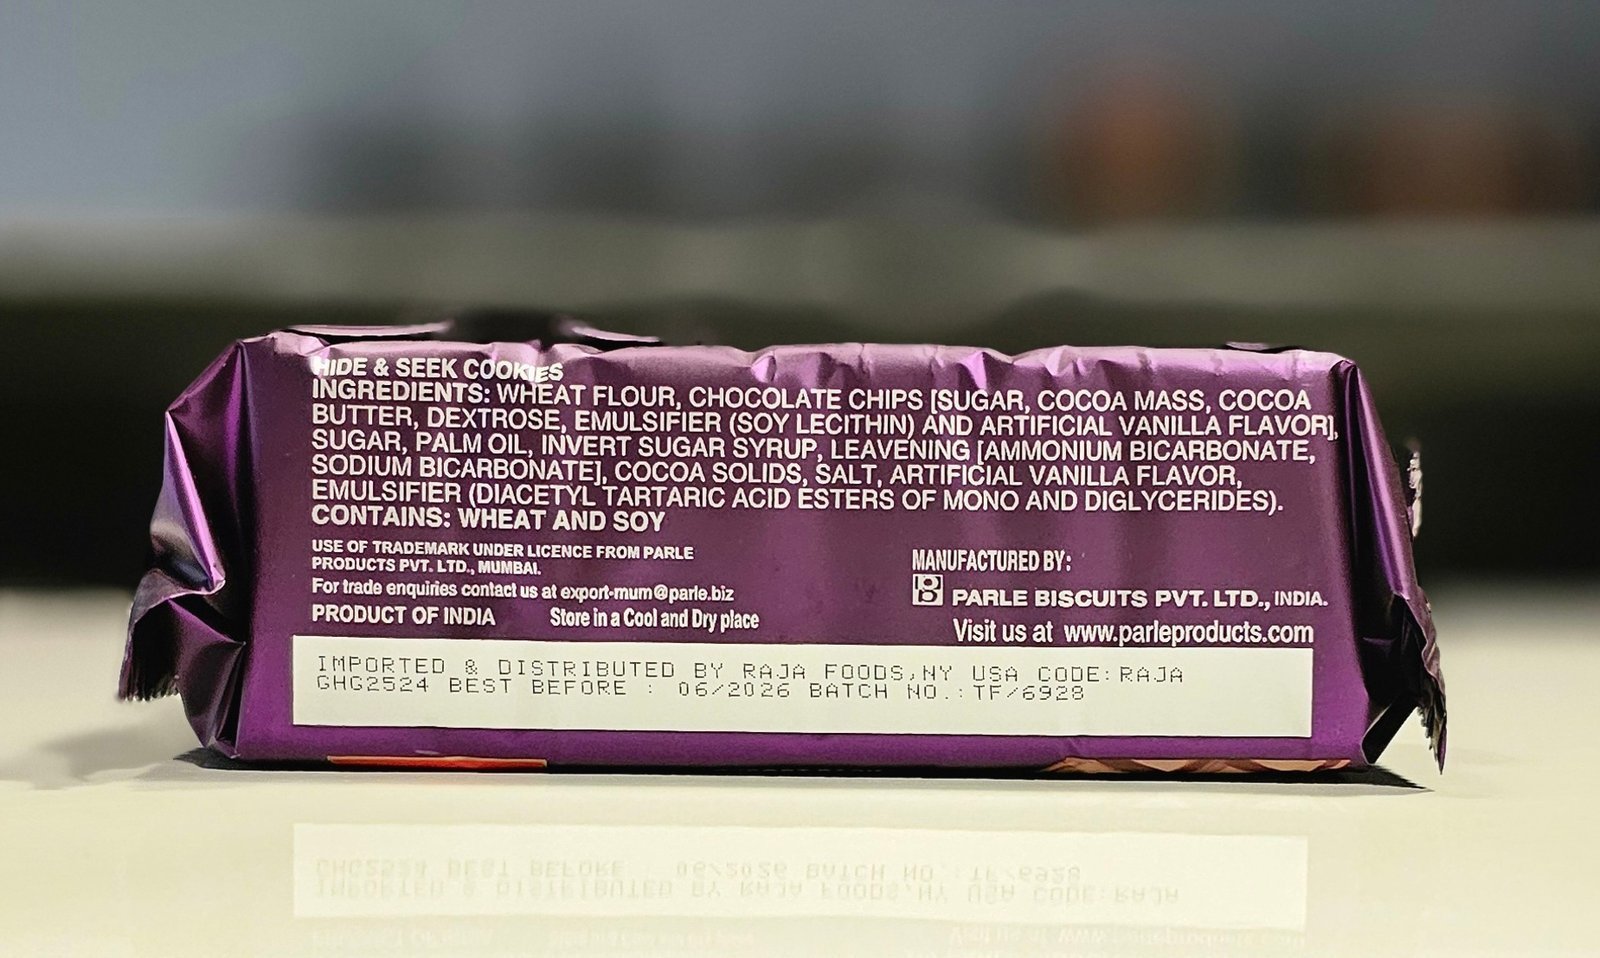 HIDE & SEEK COOKIES
INGREDIENTS: WHEAT FLOUR, CHOCOLATE CHIPS [SUGAR, COCOA MASS, COCOA
BUTTER, DEXTROSE, EMULSIFIER (SOY LECITHIN) AND ARTIFICIAL VANILLA FLAVOR],
SUGAR, PALM OIL, INVERT SUGAR SYRUP, LEAVENING [AMMONIUM BICARBONATE,
SODIUM BICARBONATE], COCOA SOLIDS, SALT, ARTIFICIAL VANILLA FLAVOR,
EMULSIFIER (DIACETYL TARTARIC ACID ESTERS OF MONO AND DIGLYCERIDES).
CONTAINS: WHEAT AND SOY
USE OF TRADEMARK UNDER LICENCE FROM PARLE
PRODUCTS PVT. LTD., MUMBAI.
For trade enquiries contact us at export-mum@parle.biz
PRODUCT OF INDIA Store in a Cool and Dry place
MANUFACTURED BY:
PARLE BISCUITS PVT. LTD., INDIA.
Visit us at www.parleproducts.com
IMPORTED & DISTRIBUTED BY RAJA FOODS,NY USA CODE:RAJA
GHG2524 BEST BEFORE : 06/2026 BATCH NO.:TF/6928